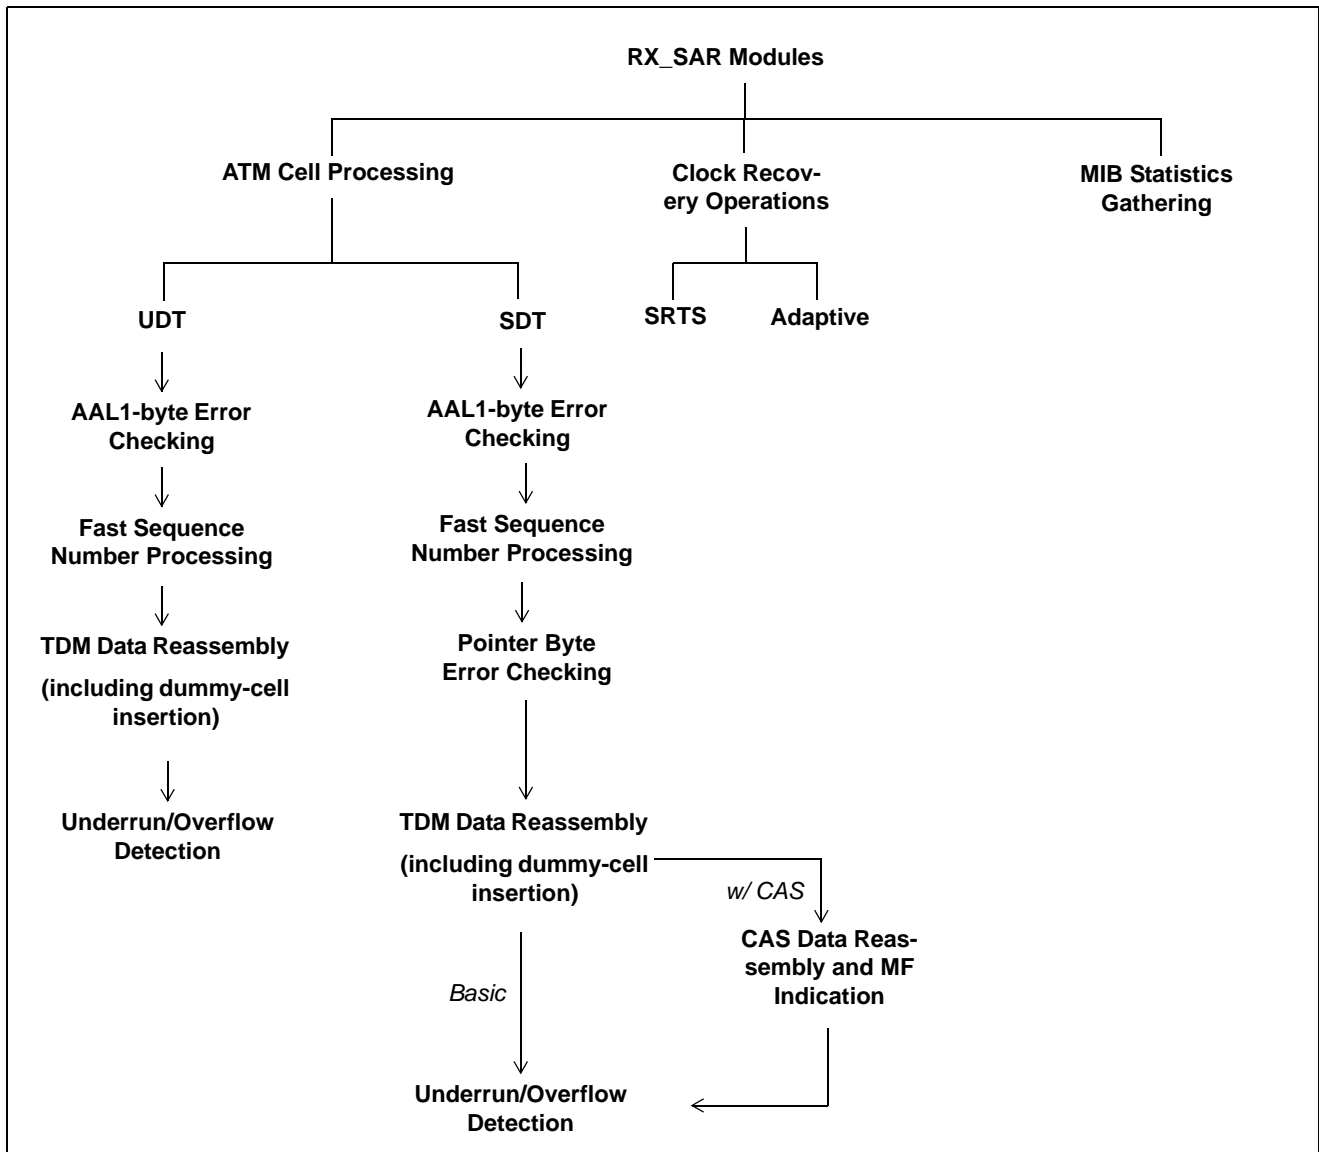 RX_SAR Modules
ATM Cell Processing
Clock Recov-
ery Operations
MIB Statistics
Gathering
UDT
SDT
SRTS
Adaptive
AAL1-byte Error
Checking
AAL1-byte Error
Checking
Fast Sequence
Number Processing
Fast Sequence
Number Processing
TDM Data Reassembly
(including dummy-cell
insertion)
Pointer Byte
Error Checking
Underrun/Overflow
Detection
TDM Data Reassembly
(including dummy-cell
insertion)
w/ CAS
CAS Data Reas-
sembly and MF
Indication
Basic
Underrun/Overflow
Detection